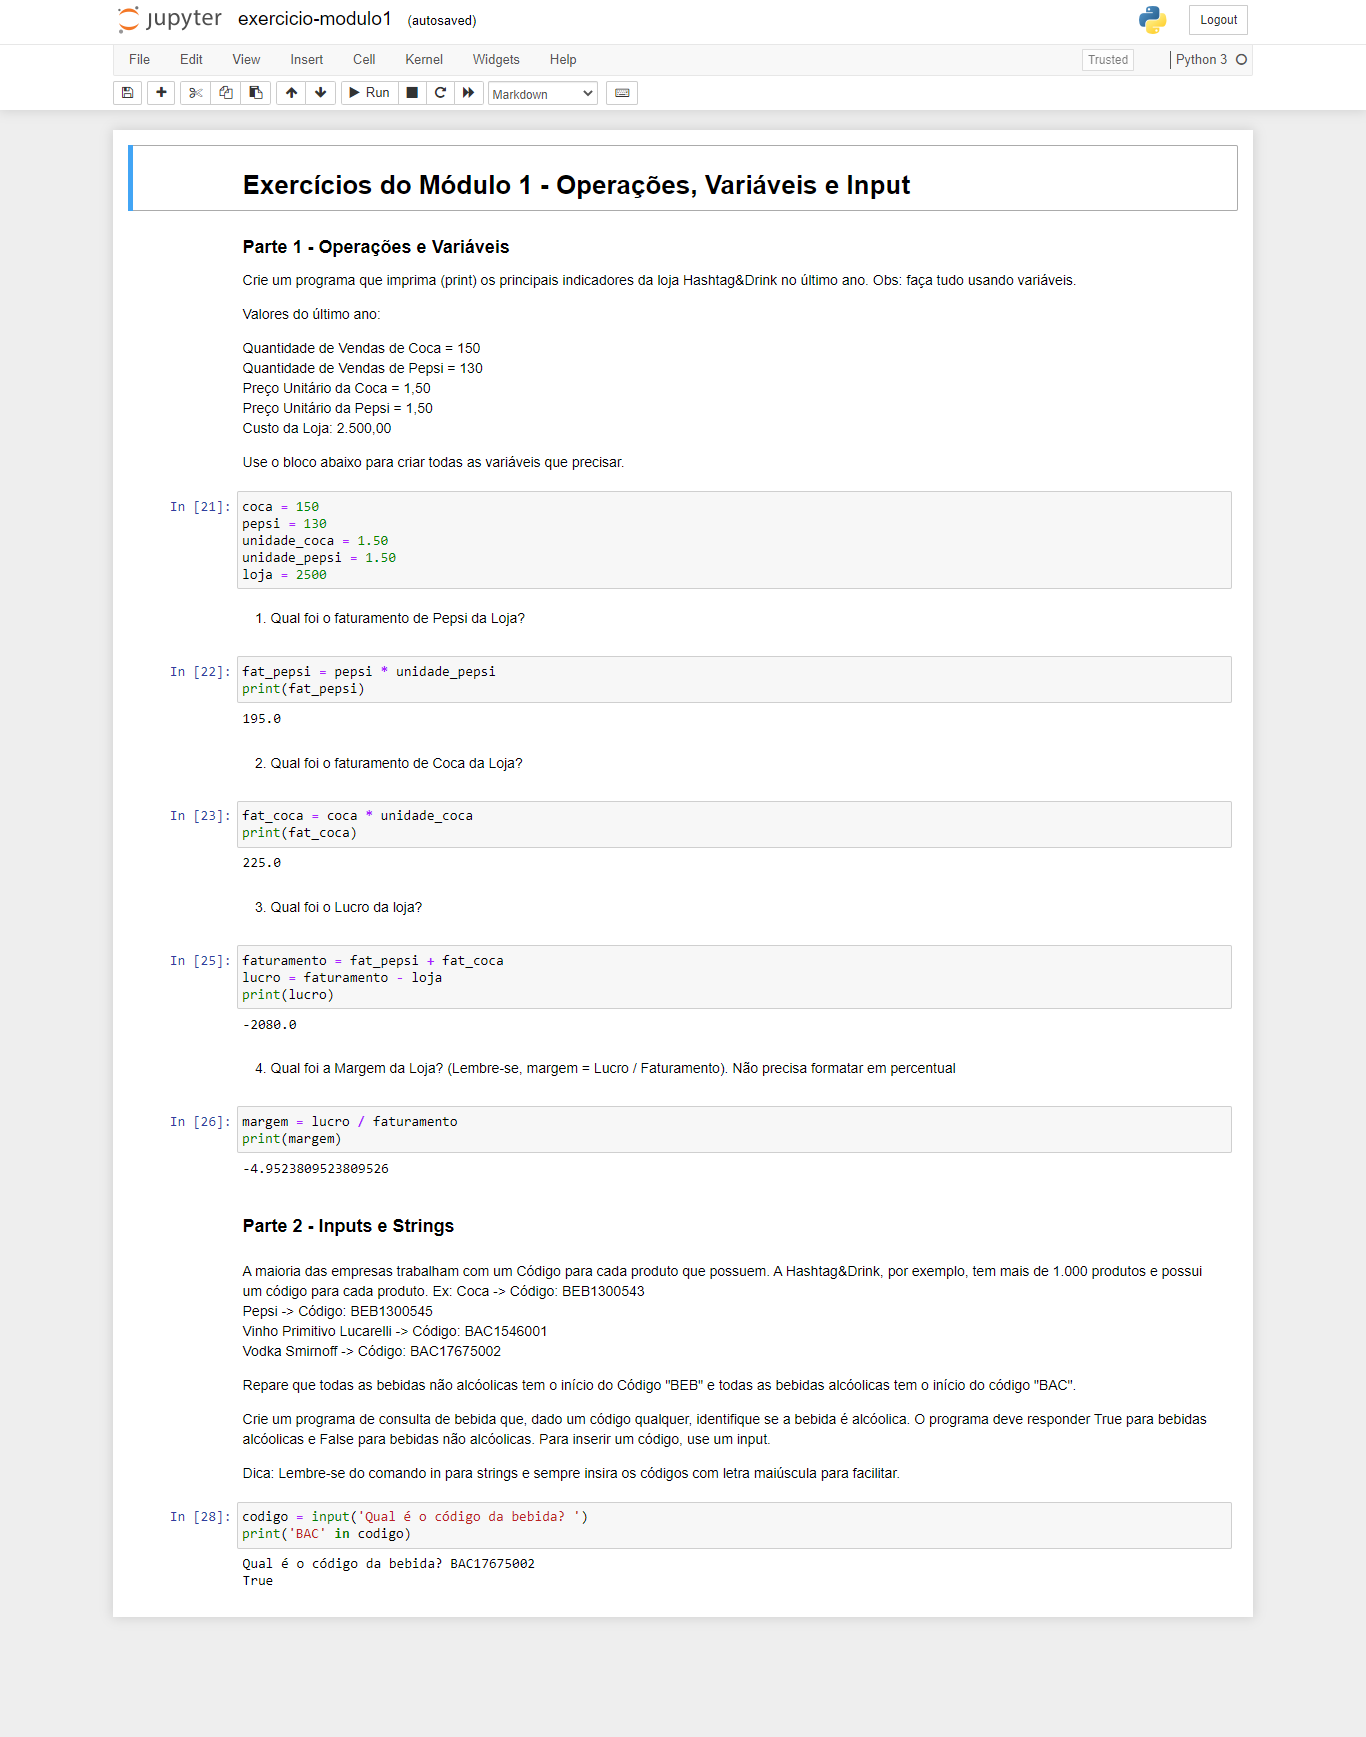 jupyter exercicio-modulo1 (autosaved) Logout
File Edit View Insert Cell Kernel Widgets Help Trusted Python 3
Run Markdown
Exercícios do Módulo 1 - Operações, Variáveis e Input
Parte 1 - Operações e Variáveis
Crie um programa que imprima (print) os principais indicadores da loja Hashtag&Drink no último ano. Obs: faça tudo usando variáveis.
Valores do último ano:
Quantidade de Vendas de Coca = 150
Quantidade de Vendas de Pepsi = 130
Preço Unitário da Coca = 1,50
Preço Unitário da Pepsi = 1,50
Custo da Loja: 2.500,00
Use o bloco abaixo para criar todas as variáveis que precisar.
In [21]: coca = 150
pepsi = 130
unidade_coca = 1.50
unidade_pepsi = 1.50
loja = 2500
1. Qual foi o faturamento de Pepsi da Loja?
In [22]: fat_pepsi = pepsi * unidade_pepsi
print(fat_pepsi)
195.0
2. Qual foi o faturamento de Coca da Loja?
In [23]: fat_coca = coca * unidade_coca
print(fat_coca)
225.0
3. Qual foi o Lucro da loja?
In [25]: faturamento = fat_pepsi + fat_coca
lucro = faturamento - loja
print(lucro)
-2080.0
4. Qual foi a Margem da Loja? (Lembre-se, margem = Lucro / Faturamento). Não precisa formatar em percentual
In [26]: margem = lucro / faturamento
print(margem)
-4.9523809523809526
Parte 2 - Inputs e Strings
A maioria das empresas trabalham com um Código para cada produto que possuem. A Hashtag&Drink, por exemplo, tem mais de 1.000 produtos e possui
um código para cada produto. Ex: Coca -> Código: BEB1300543
Pepsi -> Código: BEB1300545
Vinho Primitivo Lucarelli -> Código: BAC1546001
Vodka Smirnoff -> Código: BAC17675002
Repare que todas as bebidas não alcóolicas tem o início do Código "BEB" e todas as bebidas alcóolicas tem o início do código "BAC".
Crie um programa de consulta de bebida que, dado um código qualquer, identifique se a bebida é alcóolica. O programa deve responder True para bebidas
alcóolicas e False para bebidas não alcóolicas. Para inserir um código, use um input.
Dica: Lembre-se do comando in para strings e sempre insira os códigos com letra maiúscula para facilitar.
In [28]: codigo = input('Qual é o código da bebida? ')
print('BAC' in codigo)
Qual é o código da bebida? BAC17675002
True